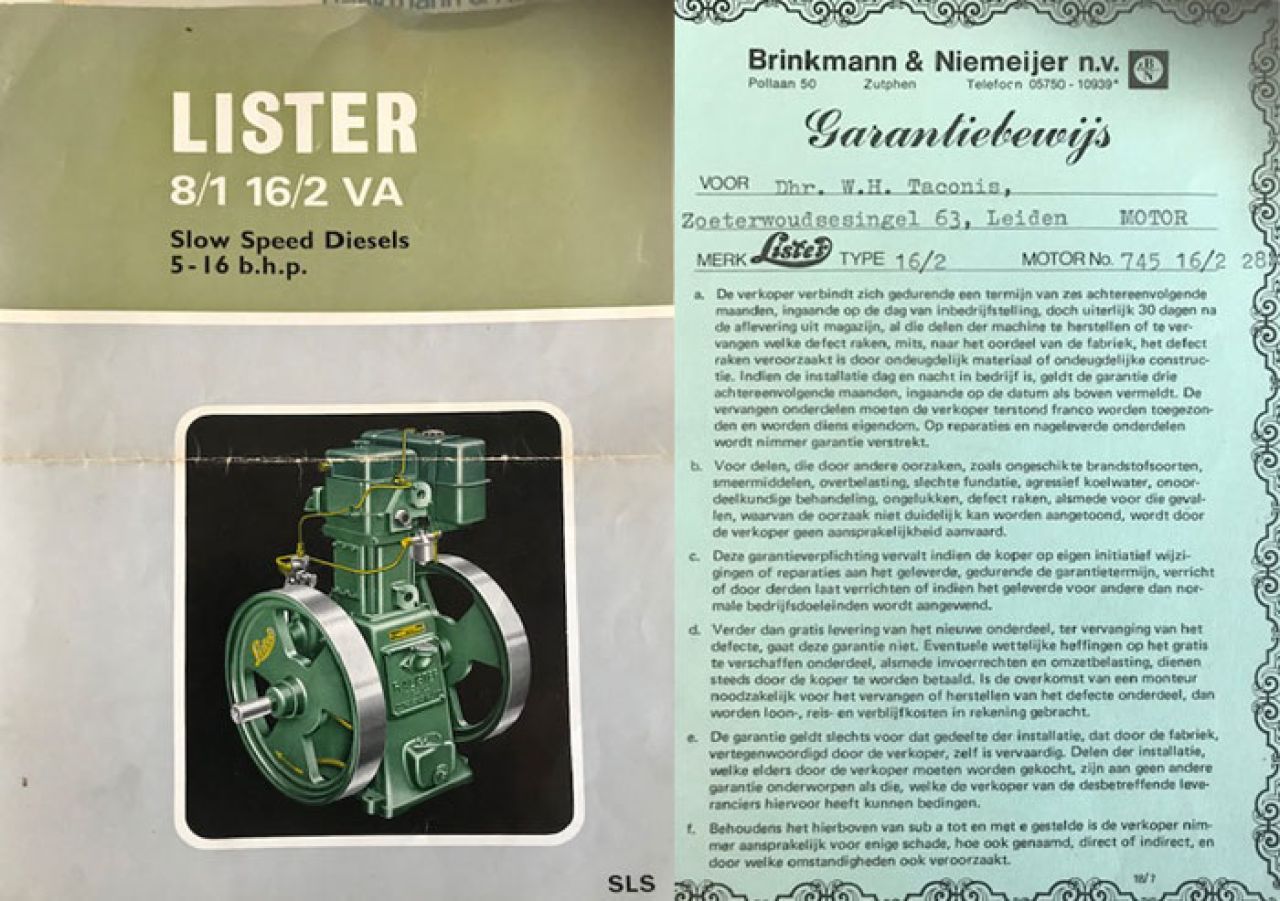 LISTER
8/1 16/2 VA
Slow Speed Diesels
5-16 b.h.p.
Lister
SLS
Brinkmann & Niemeijer n.v. BN
Pollaan 50 Zutphen Telefoon 05750 - 10939*
Garantiebewijs
VOOR Dhr. W.H. Taconis,
Zoeterwoudsesingel 63, Leiden MOTOR
MERK Lister TYPE 16/2 MOTOR No. 745 16/2 28
a. De verkoper verbindt zich gedurende een termijn van zes achtereenvolgende
maanden, ingaande op de dag van inbedrijfstelling, doch uiterlijk 30 dagen na
de aflevering uit magazijn, al die delen der machine te herstellen of te ver-
vangen welke defect raken, mits, naar het oordeel van de fabriek, het defect
raken veroorzaakt is door ondeugdelijk materiaal of ondeugdelijke construc-
tie. Indien de installatie dag en nacht in bedrijf is, geldt de garantie drie
achtereenvolgende maanden, ingaande op de datum als boven vermeldt. De
vervangen onderdelen moeten de verkoper terstond franco worden toegezon-
den en worden diens eigendom. Op reparaties en nageleverde onderdelen
wordt nimmer garantie verstrekt.
b. Voor delen, die door andere oorzaken, zoals ongeschikte brandstofsoorten,
smeermiddelen, overbelasting, slechte fundatie, agressief koelwater, onoor-
deelkundige behandeling, ongelukken, defect raken, alsmede voor die geval-
len, waarvan de oorzaak niet duidelijk kan worden aangetoond, wordt door
de verkoper geen aansprakelijkheid aanvaard.
c. Deze garantieverplichting vervalt indien de koper op eigen initiatief wijzi-
gingen of reparaties aan het geleverde, gedurende de garantietermijn, verricht
of door derden laat verrichten of indien het geleverde voor andere dan nor-
male bedrijfsdoeleinden wordt aangewend.
d. Verder dan gratis levering van het nieuwe onderdeel, ter vervanging van het
defecte, gaat deze garantie niet. Eventuele wettelijke heffingen op het gratis
te verschaffen onderdeel, alsmede invoerrechten en omzetbelasting, dienen
steeds door de koper te worden betaald. Is de overkomst van een monteur
noodzakelijk voor het vervangen of herstellen van het defecte onderdeel, dan
worden loon-, reis- en verblijfkosten in rekening gebracht.
e. De garantie geldt slechts voor dat gedeelte der installatie, dat door de fabriek,
vertegenwoordigd door de verkoper, zelf is vervaardig. Delen der installatie,
welke elders door de verkoper moeten worden gekocht, zijn aan geen andere
garantie onderworpen als die, welke de verkoper van de desbetreffende leve-
ranciers hiervoor heeft kunnen bedingen.
f. Behoudens het hierboven van sub a tot en met e gestelde is de verkoper nim-
mer aansprakelijk voor enige schade, hoe ook genaamd, direct of indirect, en
door welke omstandigheden ook veroorzaakt.
18/7